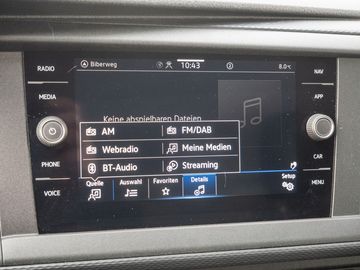 Biberweg 10:43 2 8.0°C
RADIO
MEDIA
PHONE
VOICE
NAV
APP
CAR
MENU
Keine abspielbaren Dateien
AM FM/DAB
Webradio Meine Medien
BT-Audio Streaming
Quelle Auswahl Favoriten Details Setup